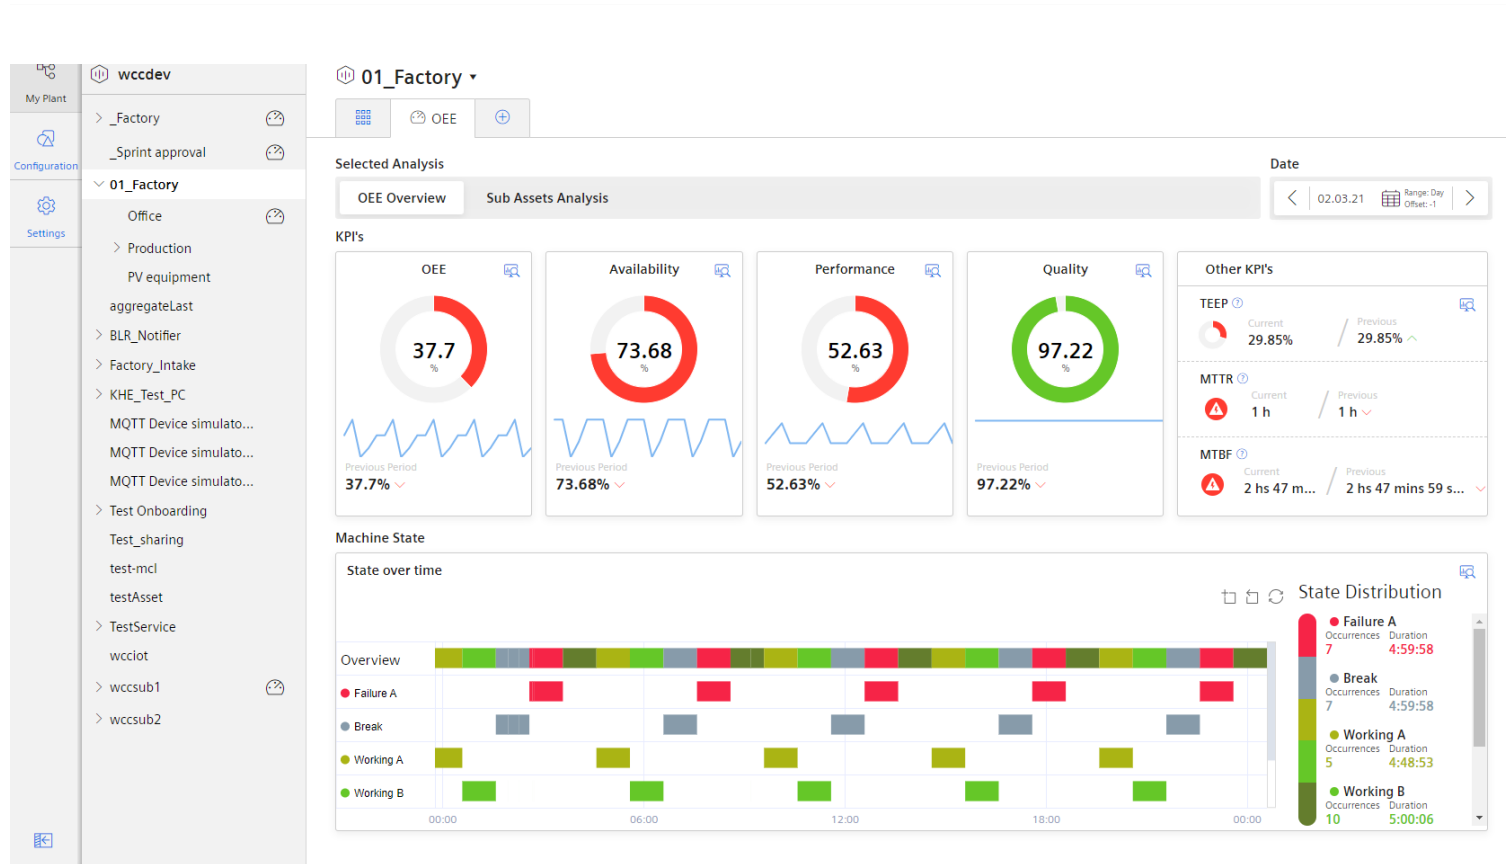 My Plant
Configuration
Settings
wccdev
_Factory
_Sprint approval
01_Factory
Office
Production
PV equipment
aggregateLast
BLR_Notifier
Factory_Intake
KHE_Test_PC
MQTT Device simulato...
MQTT Device simulato...
MQTT Device simulato...
Test Onboarding
Test_sharing
test-mcl
testAsset
TestService
wcciot
wccsub1
wccsub2
01_Factory
OEE
Selected Analysis
OEE Overview Sub Assets Analysis
Date
02.03.21
Range: Day
Offset: -1
KPI's
OEE
37.7
%
Previous Period
37.7%
Availability
73.68
%
Previous Period
73.68%
Performance
52.63
%
Previous Period
52.63%
Quality
97.22
%
Previous Period
97.22%
Other KPI's
TEEP
Current Previous
29.85% / 29.85%
MTTR
Current Previous
1 h / 1 h
MTBF
Current Previous
2 hs 47 m... / 2 hs 47 mins 59 s...
Machine State
State over time
Overview
Failure A
Break
Working A
Working B
00:00 06:00 12:00 18:00 00:00
State Distribution
Failure A
Occurrences Duration
7 4:59:58
Break
Occurrences Duration
7 4:59:58
Working A
Occurrences Duration
5 4:48:53
Working B
Occurrences Duration
10 5:00:06